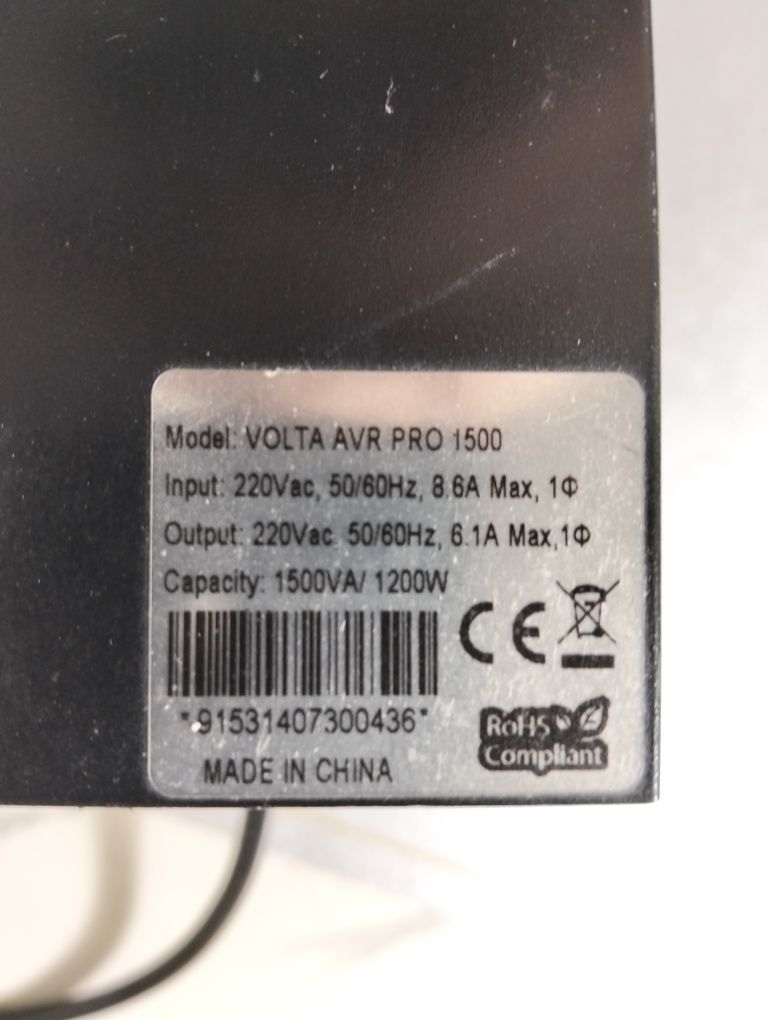 Model: VOLTA AVR PRO 1500
Input: 220Vac, 50/60Hz, 8.6A Max, 1Φ
Output: 220Vac 50/60Hz, 6.1A Max,1Φ
Capacity: 1500VA/ 1200W
CE
*91531407300436*
RoHS
Compliant
MADE IN CHINA